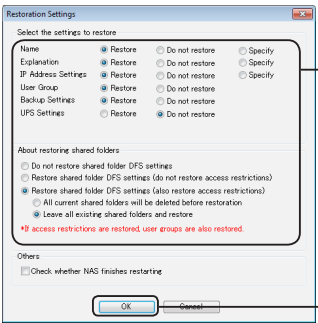 Restoration Settings
Select the settings to restore
Name Restore Do not restore Specify
Explanation Restore Do not restore Specify
IP Address Settings Restore Do not restore Specify
User Group Restore Do not restore
Backup Settings Restore Do not restore
UPS Settings Restore Do not restore
About restoring shared folders
Do not restore shared folder DFS settings
Restore shared folder DFS settings (do not restore access restrictions)
Restore shared folder DFS settings (also restore access restrictions)
All current shared folders will be deleted before restoration
Leave all existing shared folders and restore
*If access restrictions are restored, user groups are also restored.
Others
Check whether NAS finishes restarting
OK Cancel